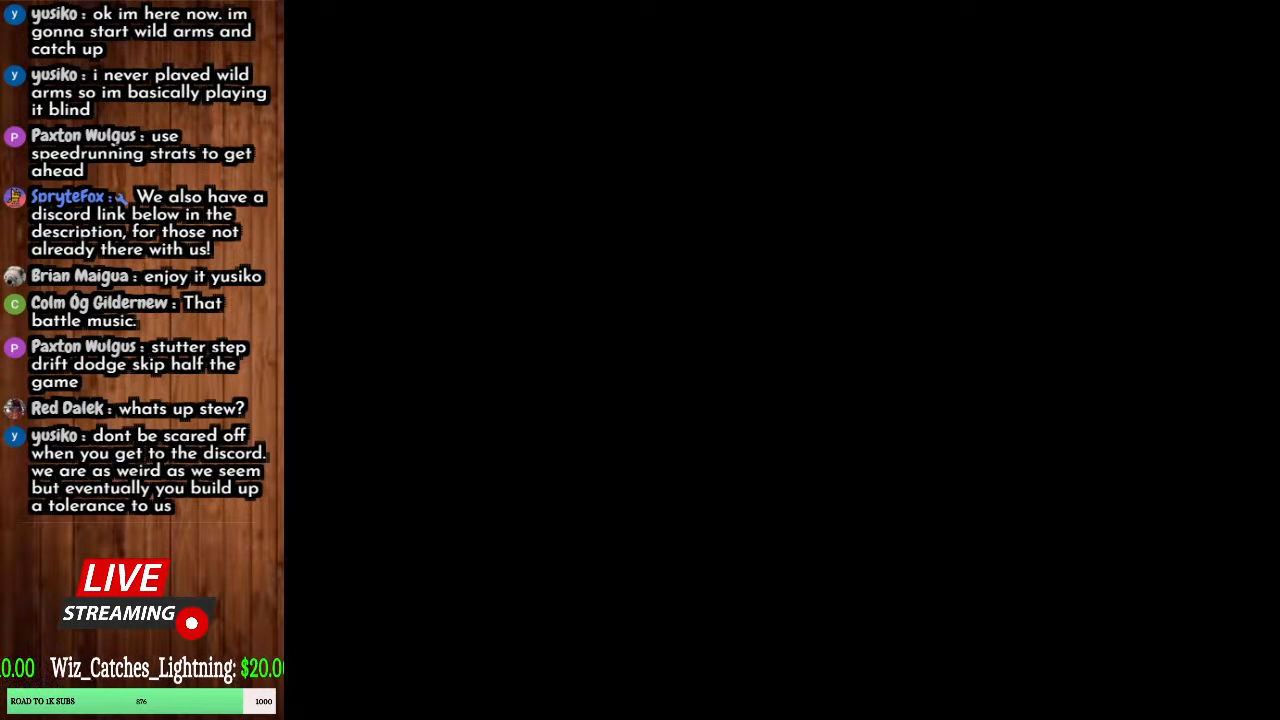 y yusiko : ok im here now. im
gonna start wild arms and
catch up
y yusiko : i never played wild
arms so im basically playing
it blind
P Paxton Wulgus : use
speedrunning strats to get
ahead
SpryteFox : We also have a
discord link below in the
description, for those not
already there with us!
Brian Maigua : enjoy it yusiko
C Colm Óg Gildernew : That
battle music.
P Paxton Wulgus : stutter step
drift dodge skip half the
game
Red Dalek : whats up stew?
y yusiko : dont be scared off
when you get to the discord.
we are as weird as we seem
but eventually you build up
a tolerance to us
LIVE
STREAMING
0.00 Wiz_Catches_Lightning: $20.0
ROAD TO 1K SUBS 876 1000